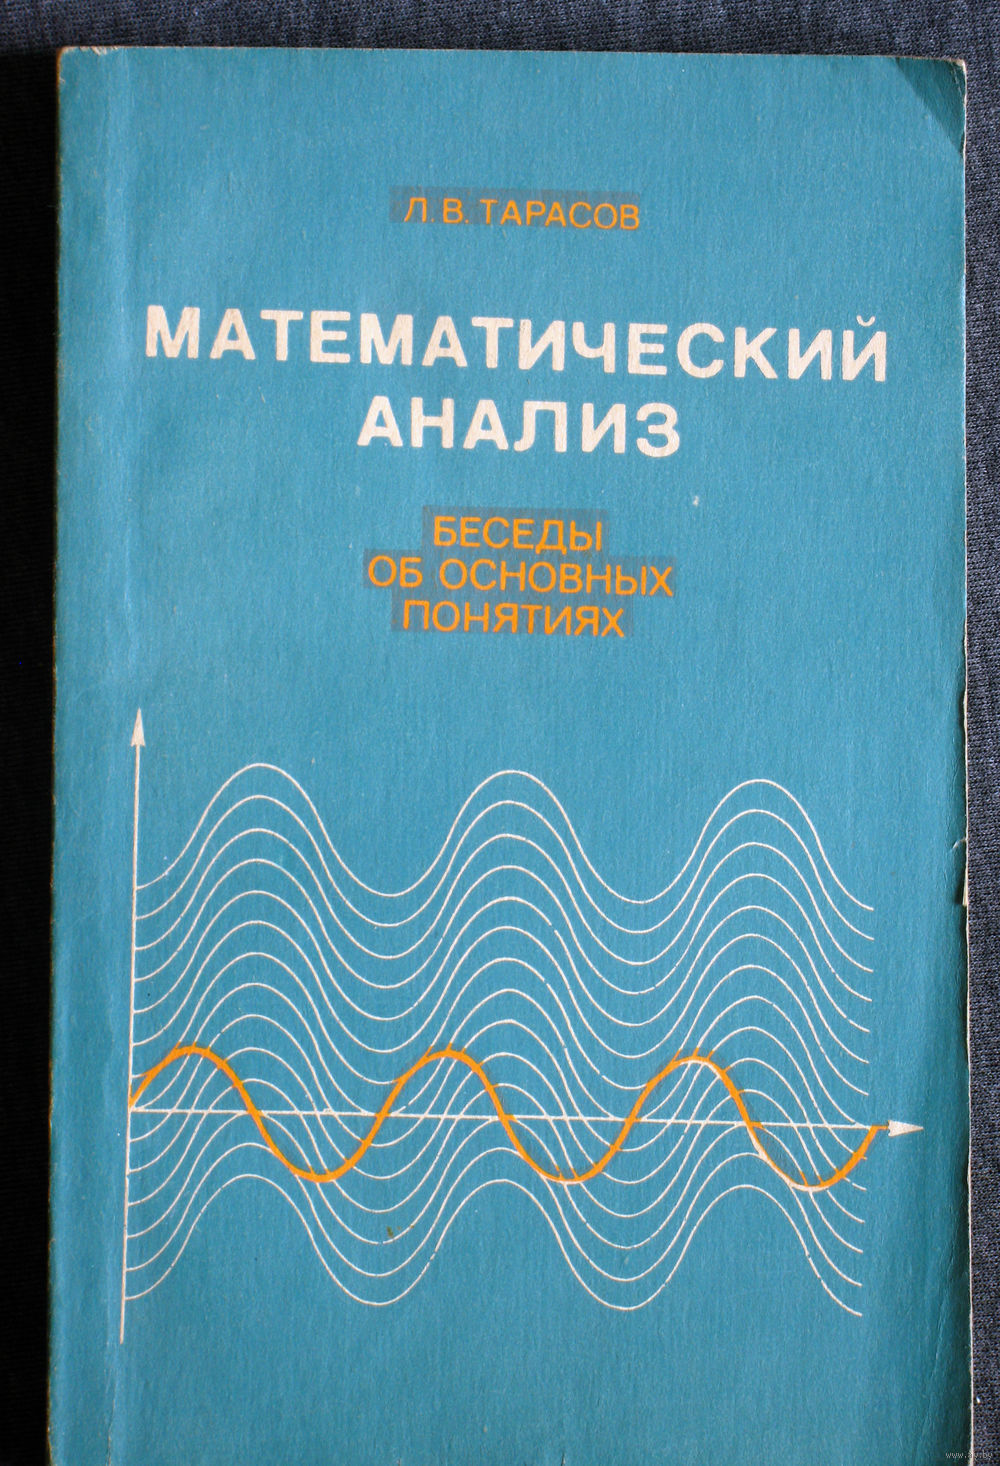 Л. В. ТАРАСОВ
МАТЕМАТИЧЕСКИЙ
АНАЛИЗ
БЕСЕДЫ
ОБ ОСНОВНЫХ
ПОНЯТИЯХ